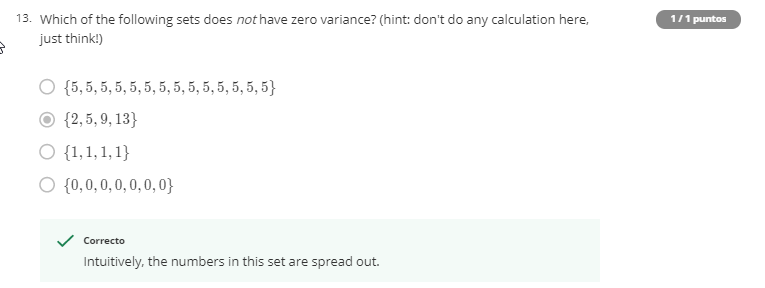 13. Which of the following sets does not have zero variance? (hint: don't do any calculation here,
just think!)
1 / 1 puntos
{5, 5, 5, 5, 5, 5, 5, 5, 5, 5, 5, 5, 5, 5}
{2, 5, 9, 13}
{1, 1, 1, 1}
{0, 0, 0, 0, 0, 0, 0}
Correcto
Intuitively, the numbers in this set are spread out.